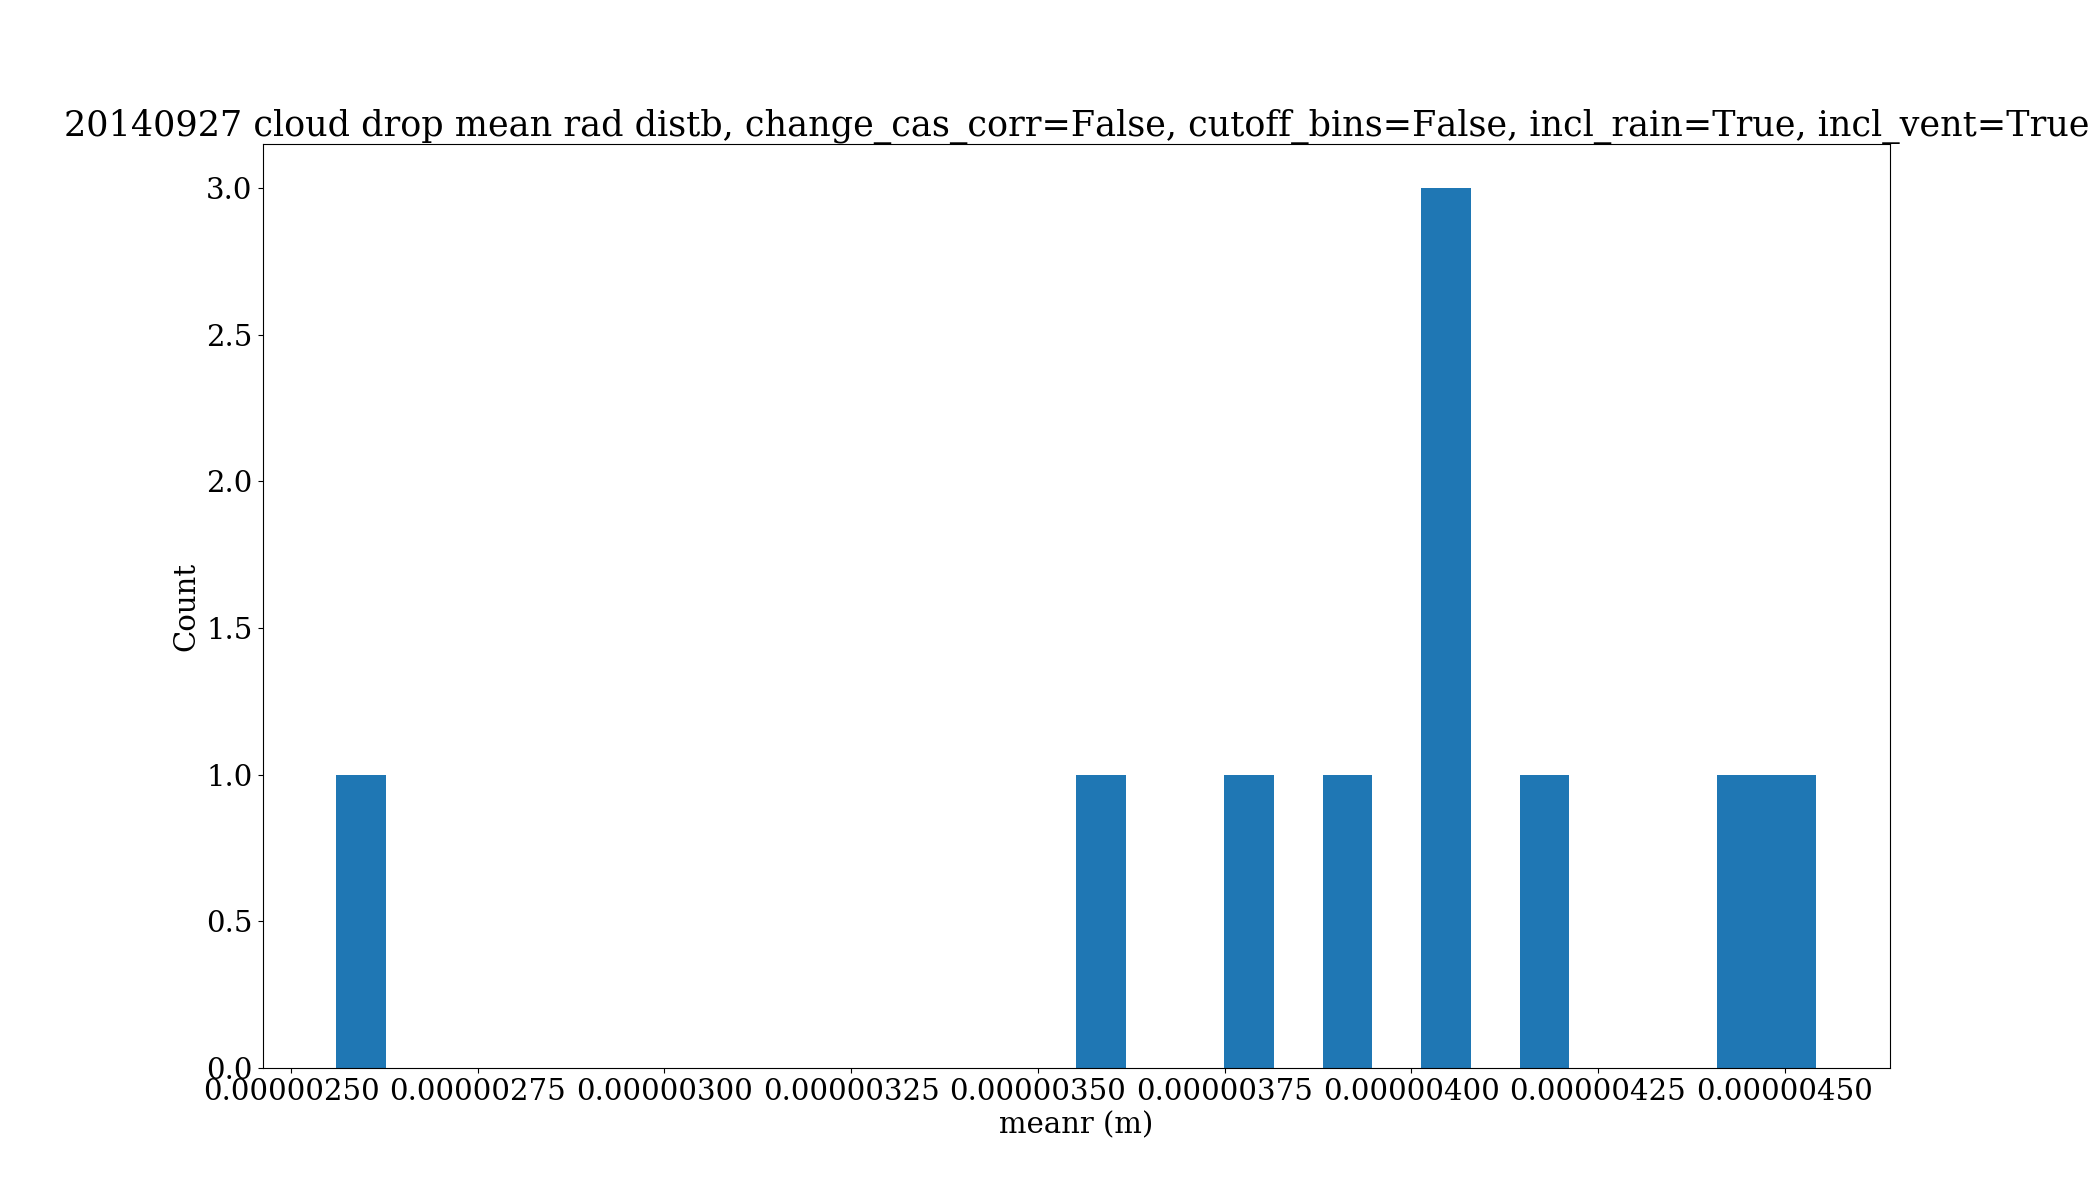 20140927 cloud drop mean rad distb, change_cas_corr=False, cutoff_bins=False, incl_rain=True, incl_vent=True
3.0
2.5
2.0
1.5
1.0
0.5
0.0
Count
0.00000250 0.00000275 0.00000300 0.00000325 0.00000350 0.00000375 0.00000400 0.00000425 0.00000450
meanr (m)